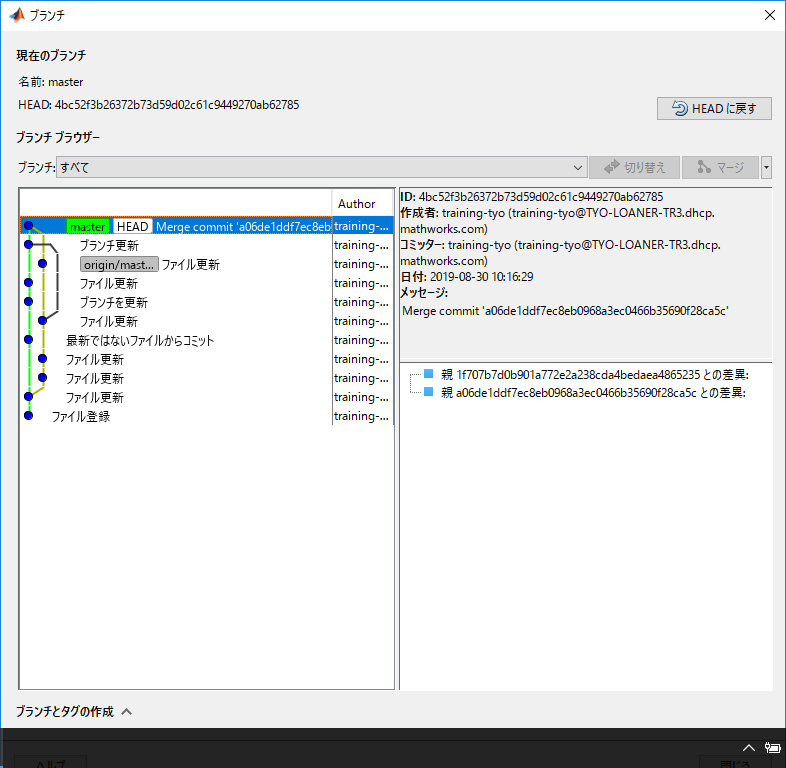 ブランチ
現在のブランチ
名前: master
HEAD: 4bc52f3b26372b73d59d02c61c9449270ab62785
HEAD に戻す
ブランチ ブラウザー
ブランチ: すべて
切り替え
マージ
Author
master HEAD Merge commit 'a06de1ddf7ec8eb training-...
ブランチ更新 training-...
origin/mast... ファイル更新 training-...
ファイル更新 training-...
ブランチを更新 training-...
ファイル更新 training-...
最新ではないファイルからコミット training-...
ファイル更新 training-...
ファイル更新 training-...
ファイル更新 training-...
ファイル登録 training-...
ID: 4bc52f3b26372b73d59d02c61c9449270ab62785
作成者: training-tyo (training-tyo@TYO-LOANER-TR3.dhcp.
mathworks.com)
コミッター: training-tyo (training-tyo@TYO-LOANER-TR3.dhcp.
mathworks.com)
日付: 2019-08-30 10:16:29
メッセージ:
Merge commit 'a06de1ddf7ec8eb0968a3ec0466b35690f28ca5c'
親 1f707b7d0b901a772e2a238cda4bedaea4865235 との差異:
親 a06de1ddf7ec8eb0968a3ec0466b35690f28ca5c との差異:
ブランチとタグの作成
ヘルプ
閉じる